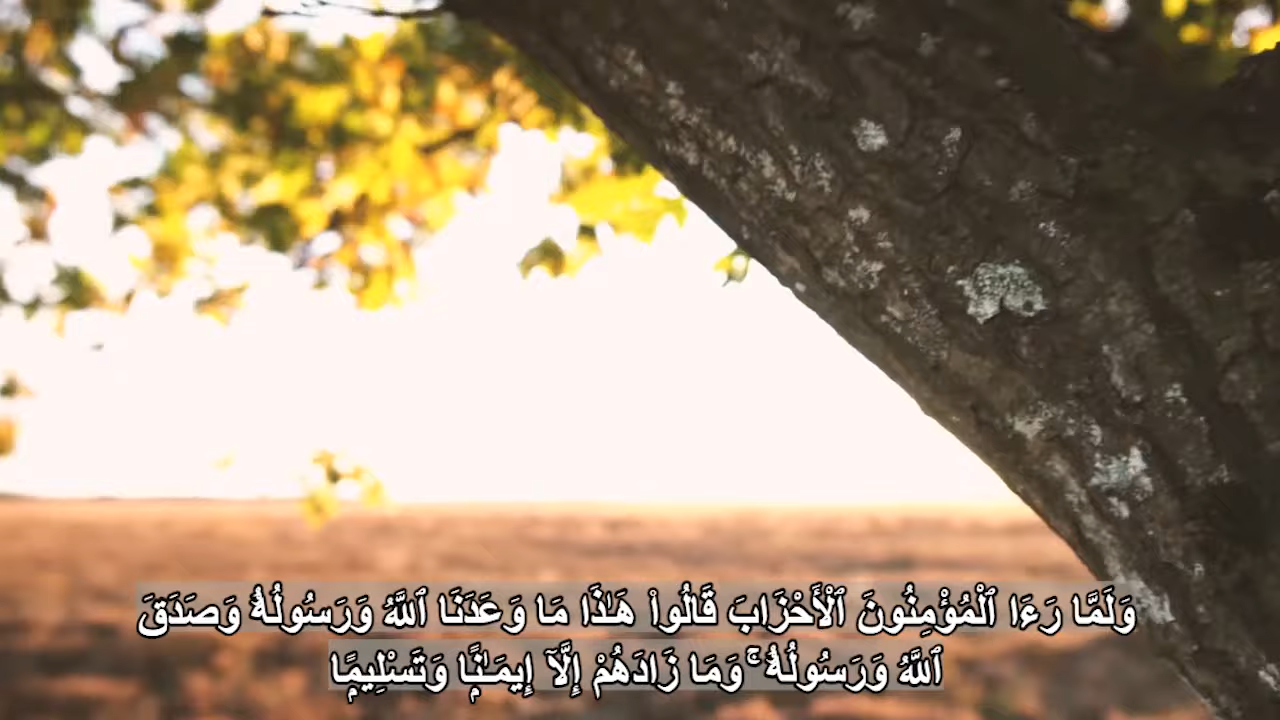 وَلَمَّا رَءَا ٱلْمُؤْمِنُونَ ٱلْأَحْزَابَ قَالُوا۟ هَـٰذَا مَا وَعَدَنَا ٱللَّهُ وَرَسُولُهُۥ وَصَدَقَ
ٱللَّهُ وَرَسُولُهُۥ ۚ وَمَا زَادَهُمْ إِلَّآ إِيمَـٰنًۭا وَتَسْلِيمًۭا